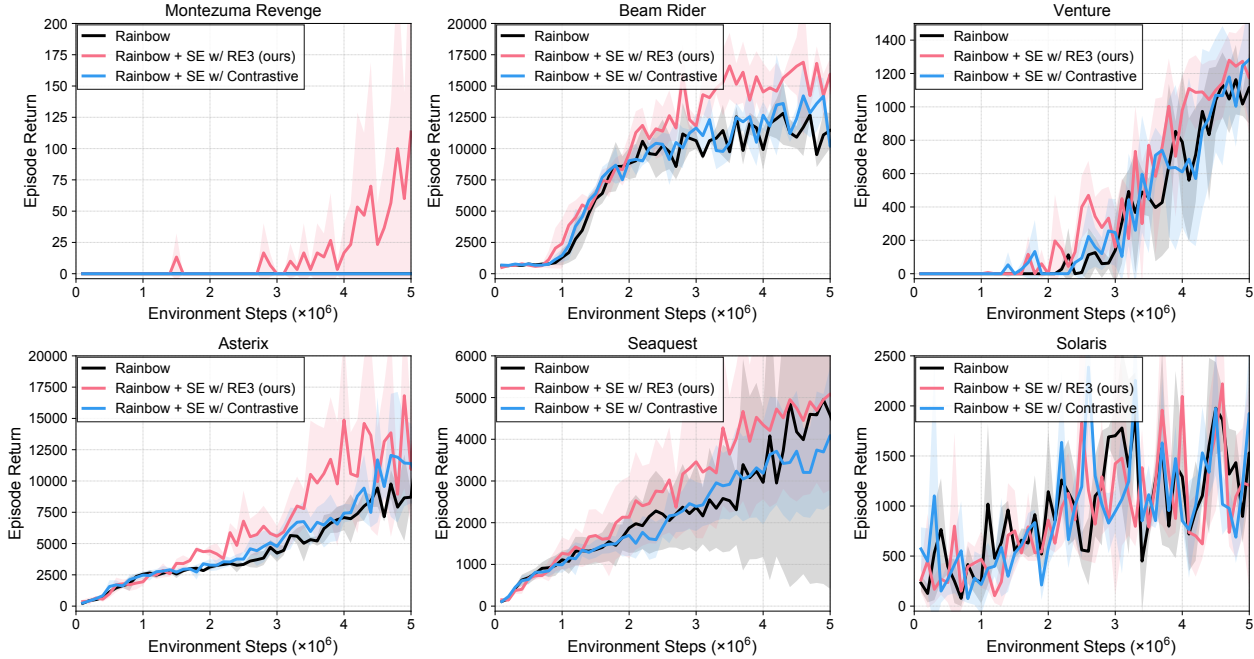 Montezuma Revenge
Episode Return
200
175
150
125
100
75
50
25
0
Rainbow
Rainbow + SE w/ RE3 (ours)
Rainbow + SE w/ Contrastive
0 1 2 3 4 5
Environment Steps (×10⁶)
Beam Rider
Episode Return
20000
17500
15000
12500
10000
7500
5000
2500
0
Rainbow
Rainbow + SE w/ RE3 (ours)
Rainbow + SE w/ Contrastive
0 1 2 3 4 5
Environment Steps (×10⁶)
Venture
Episode Return
1400
1200
1000
800
600
400
200
0
Rainbow
Rainbow + SE w/ RE3 (ours)
Rainbow + SE w/ Contrastive
0 1 2 3 4 5
Environment Steps (×10⁶)
Asterix
Episode Return
20000
17500
15000
12500
10000
7500
5000
2500
0
Rainbow
Rainbow + SE w/ RE3 (ours)
Rainbow + SE w/ Contrastive
0 1 2 3 4 5
Environment Steps (×10⁶)
Seaquest
Episode Return
6000
5000
4000
3000
2000
1000
0
Rainbow
Rainbow + SE w/ RE3 (ours)
Rainbow + SE w/ Contrastive
0 1 2 3 4 5
Environment Steps (×10⁶)
Solaris
Episode Return
2500
2000
1500
1000
500
0
Rainbow
Rainbow + SE w/ RE3 (ours)
Rainbow + SE w/ Contrastive
0 1 2 3 4 5
Environment Steps (×10⁶)